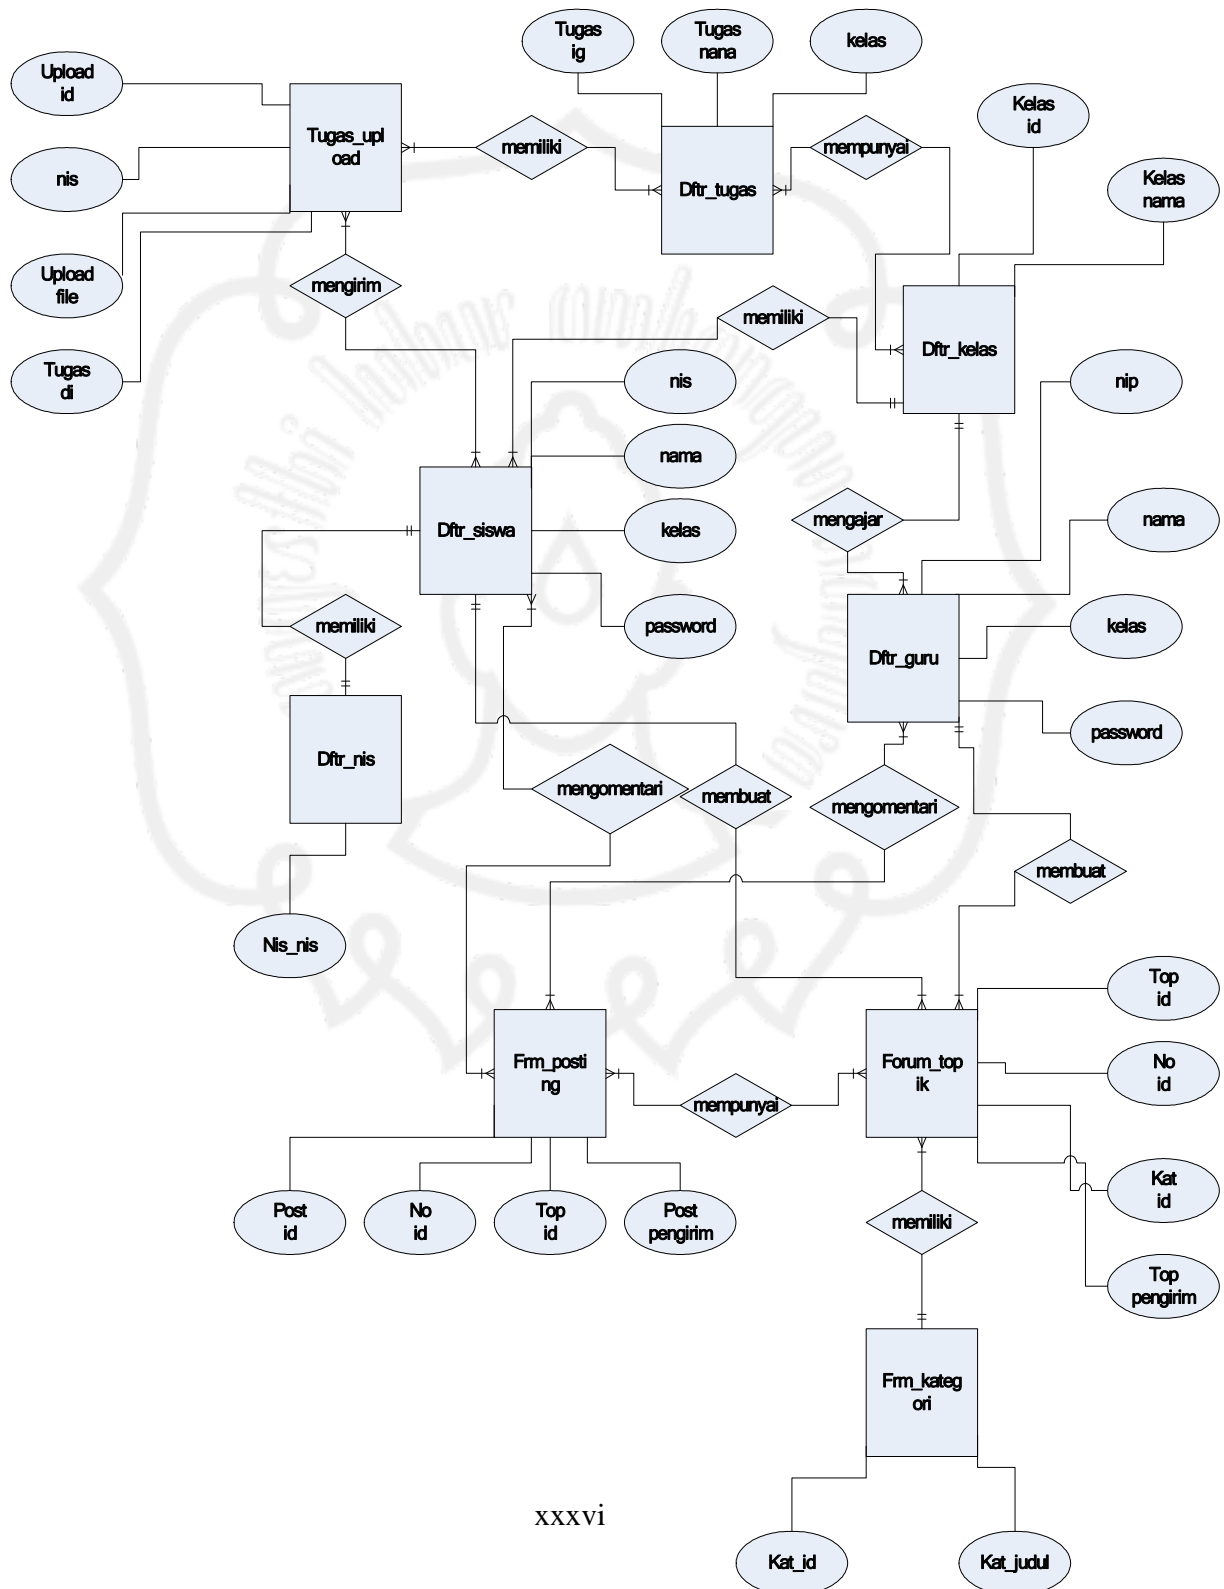 Tugas
ig
Tugas
nana
kelas
Upload
id
Kelas
id
Tugas_upl
oad
memiliki
mempunyai
nis
Dftr_tugas
Kelas
nama
Upload
file
mengirim
memiliki
Dftr_kelas
Tugas
di
nis
nip
nama
Dftr_siswa
kelas
mengajar
nama
memiliki
password
Dftr_guru
kelas
password
Dftr_nis
mengomentari
membuat
mengomentari
membuat
Nis_nis
Top
id
Frm_posti
ng
Forum_top
ik
No
id
mempunyai
Kat
id
Post
id
No
id
Top
id
Post
pengirim
memiliki
Top
pengirim
Frm_kateg
ori
xxxvi
Kat_id
Kat_judul